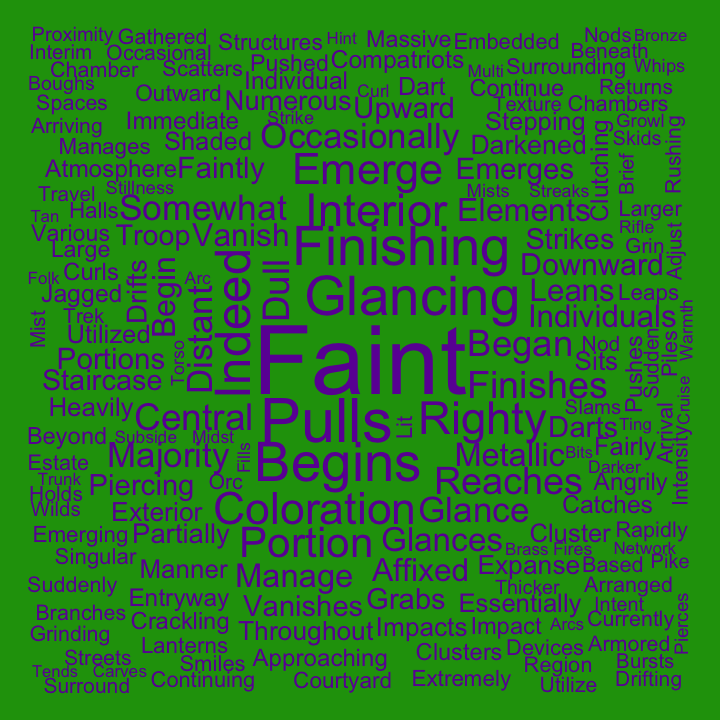 Proximity Gathered Structures Hint Massive Embedded Nods Bronze
Interim Occasional Pushed Compatriots Beneath
Chamber Scatters Individual Multi Surrounding Whips
Boughs Outward Numerous Curl Dart Continue Returns
Spaces Immediate Strike Upward Texture Chambers
Arriving Shaded Occasionally Stepping Growl
Manages Darkened Clutching Skids Rushing
Atmosphere Faintly Emerge Emerges Brief
Travel Stillness Mists Streaks
Tan Halls Somewhat Interior Elements Larger
Various Troop Vanish Finishing Strikes Rifle
Large Grin Adjust
Folk Curls Drifts Begin Arc Indeed Dull Downward
Jagged Distant Glancing Leans Leaps
Mist Trek Individuals Warmth
Utilized Faint Began Nod Sudden Piles
Portions Torso Sits Pushes
Staircase Finishes Cruise
Heavily Central Pulls Lit Righty Darts Slams Arrival
Beyond Subside Midst Ting Intensity
Estate Majority Fills Begins Metallic Bits Fairly
Trunk Piercing Orc Reaches Darker Angrily
Holds Coloration Glance Catches
Wilds Exterior
Emerging Partially Portion Glances Cluster Rapidly
Singular Brass Fires Network
Manner Manage Affixed Expanse Based Pike
Suddenly Entryway Vanishes Grabs Thicker Arranged
Branches Crackling Essentially Intent
Grinding Throughout Impacts Impact Arcs Currently Pierces
Streets Lanterns Approaching Clusters Devices Armored
Tends Carves Smiles Region Bursts
Surround Continuing Courtyard Extremely Utilize Drifting